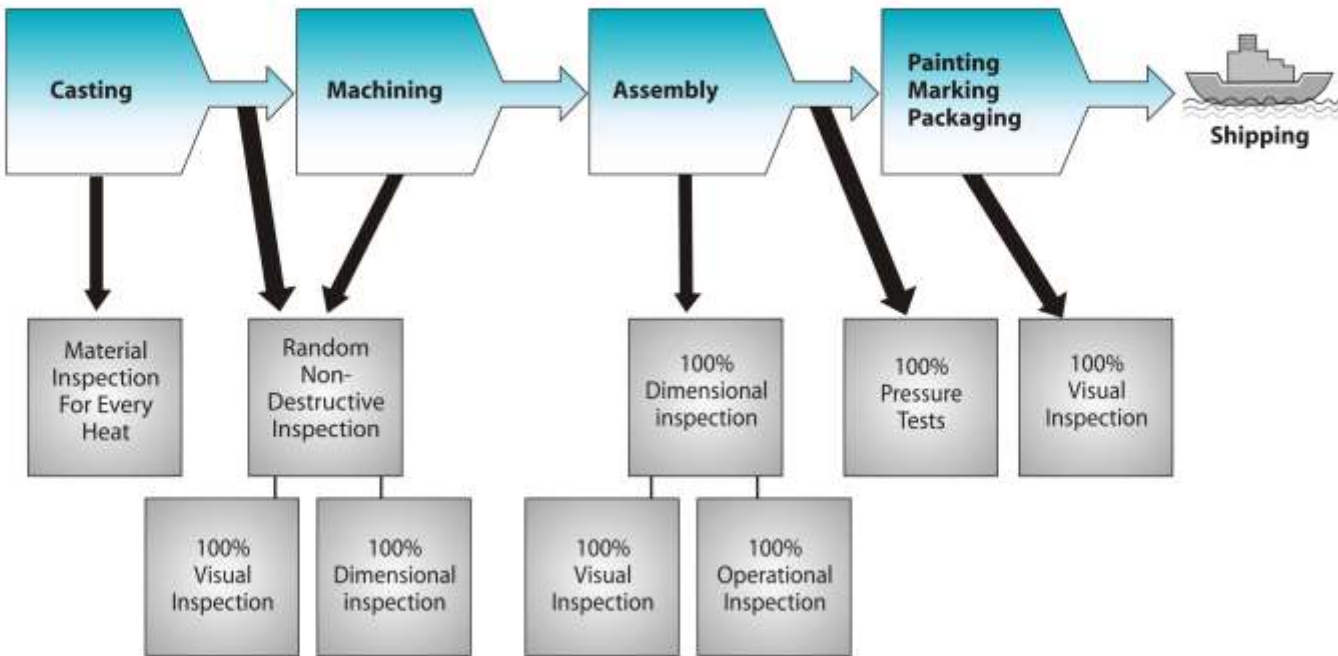 Casting
Machining
Assembly
Painting
Marking
Packaging
Shipping
Material
Inspection
For Every
Heat
Random
Non-
Destructive
Inspection
100%
Dimensional
inspection
100%
Pressure
Tests
100%
Visual
Inspection
100%
Visual
Inspection
100%
Dimensional
inspection
100%
Visual
Inspection
100%
Operational
Inspection